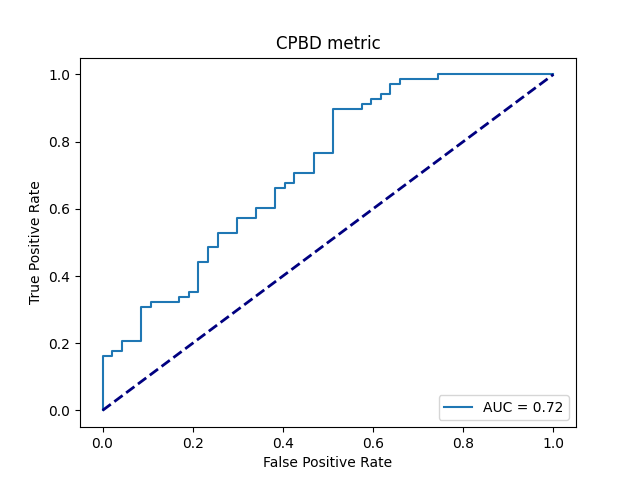 CPBD metric
True Positive Rate
1.0
0.8
0.6
0.4
0.2
0.0
AUC = 0.72
0.0 0.2 0.4 0.6 0.8 1.0
False Positive Rate